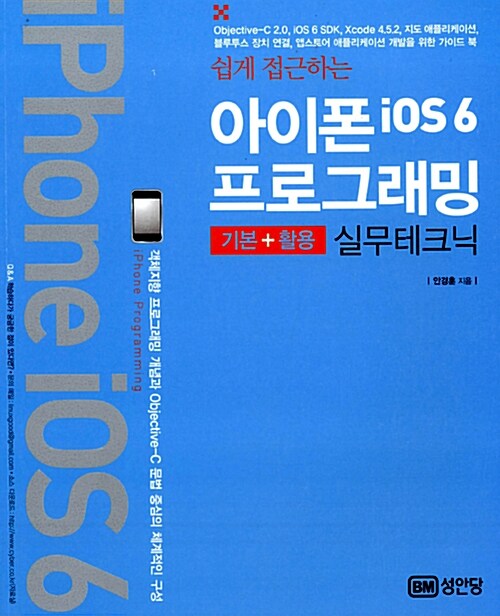 Objective-C 2.0, iOS 6 SDK, Xcode 4.5.2, 지도 애플리케이션,
블루투스 장치 연결, 앱스토어 애플리케이션 개발을 위한 가이드 북
쉽게 접근하는
아이폰 iOS 6
프로그래밍
기본 + 활용 실무테크닉
안경훈 지음
iPhone iOS 6
객체지향 프로그래밍 개념과 Objective-C 문법 중심의 체계적인 구성
iPhone Programming
Q&A
BM 성안당